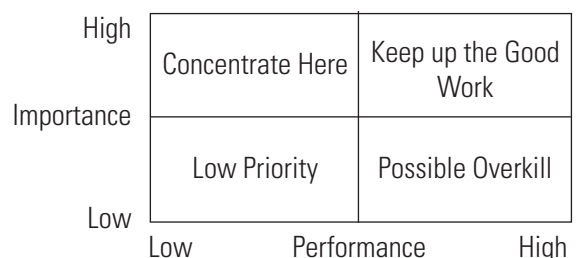 High
Concentrate Here
Keep up the Good
Work
Importance
Low Priority
Possible Overkill
Low
Low Performance High